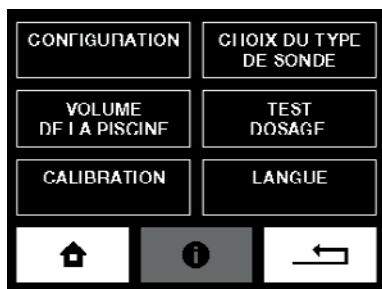 CONFIGURATION
CHOIX DU TYPE
DE SONDE
VOLUME
DE LA PISCINE
TEST
DOSAGE
CALIBRATION
LANGUE